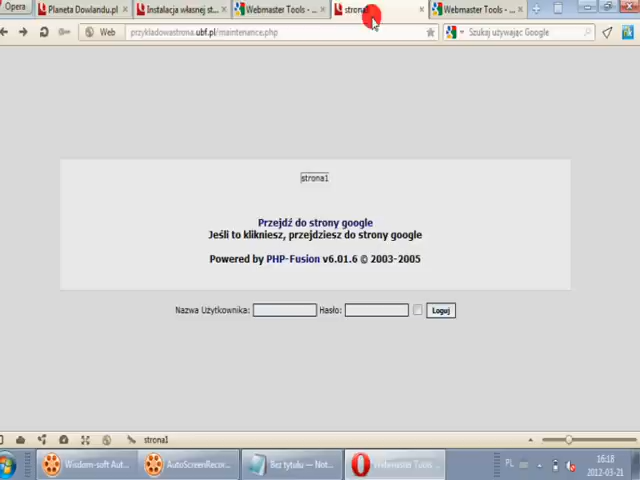 Opera
Planeta Dowlandu.pl
Instalacja własnej st...
Webmaster Tools - ...
strona1
Webmaster Tools - ...
Web
przykladowastrona.ubf.pl/maintenance.php
Szukaj używając Google
strona1
Przejdź do strony google
Jeśli to klikniesz, przejdziesz do strony google
Powered by PHP-Fusion v6.01.6 © 2003-2005
Nazwa Użytkownika:
Hasło:
Loguj
strona1
Wisdom-soft Aut...
AutoScreenRecor...
Bez tytułu — Not...
Webmaster Tools ...
PL
16:18
2012-03-21